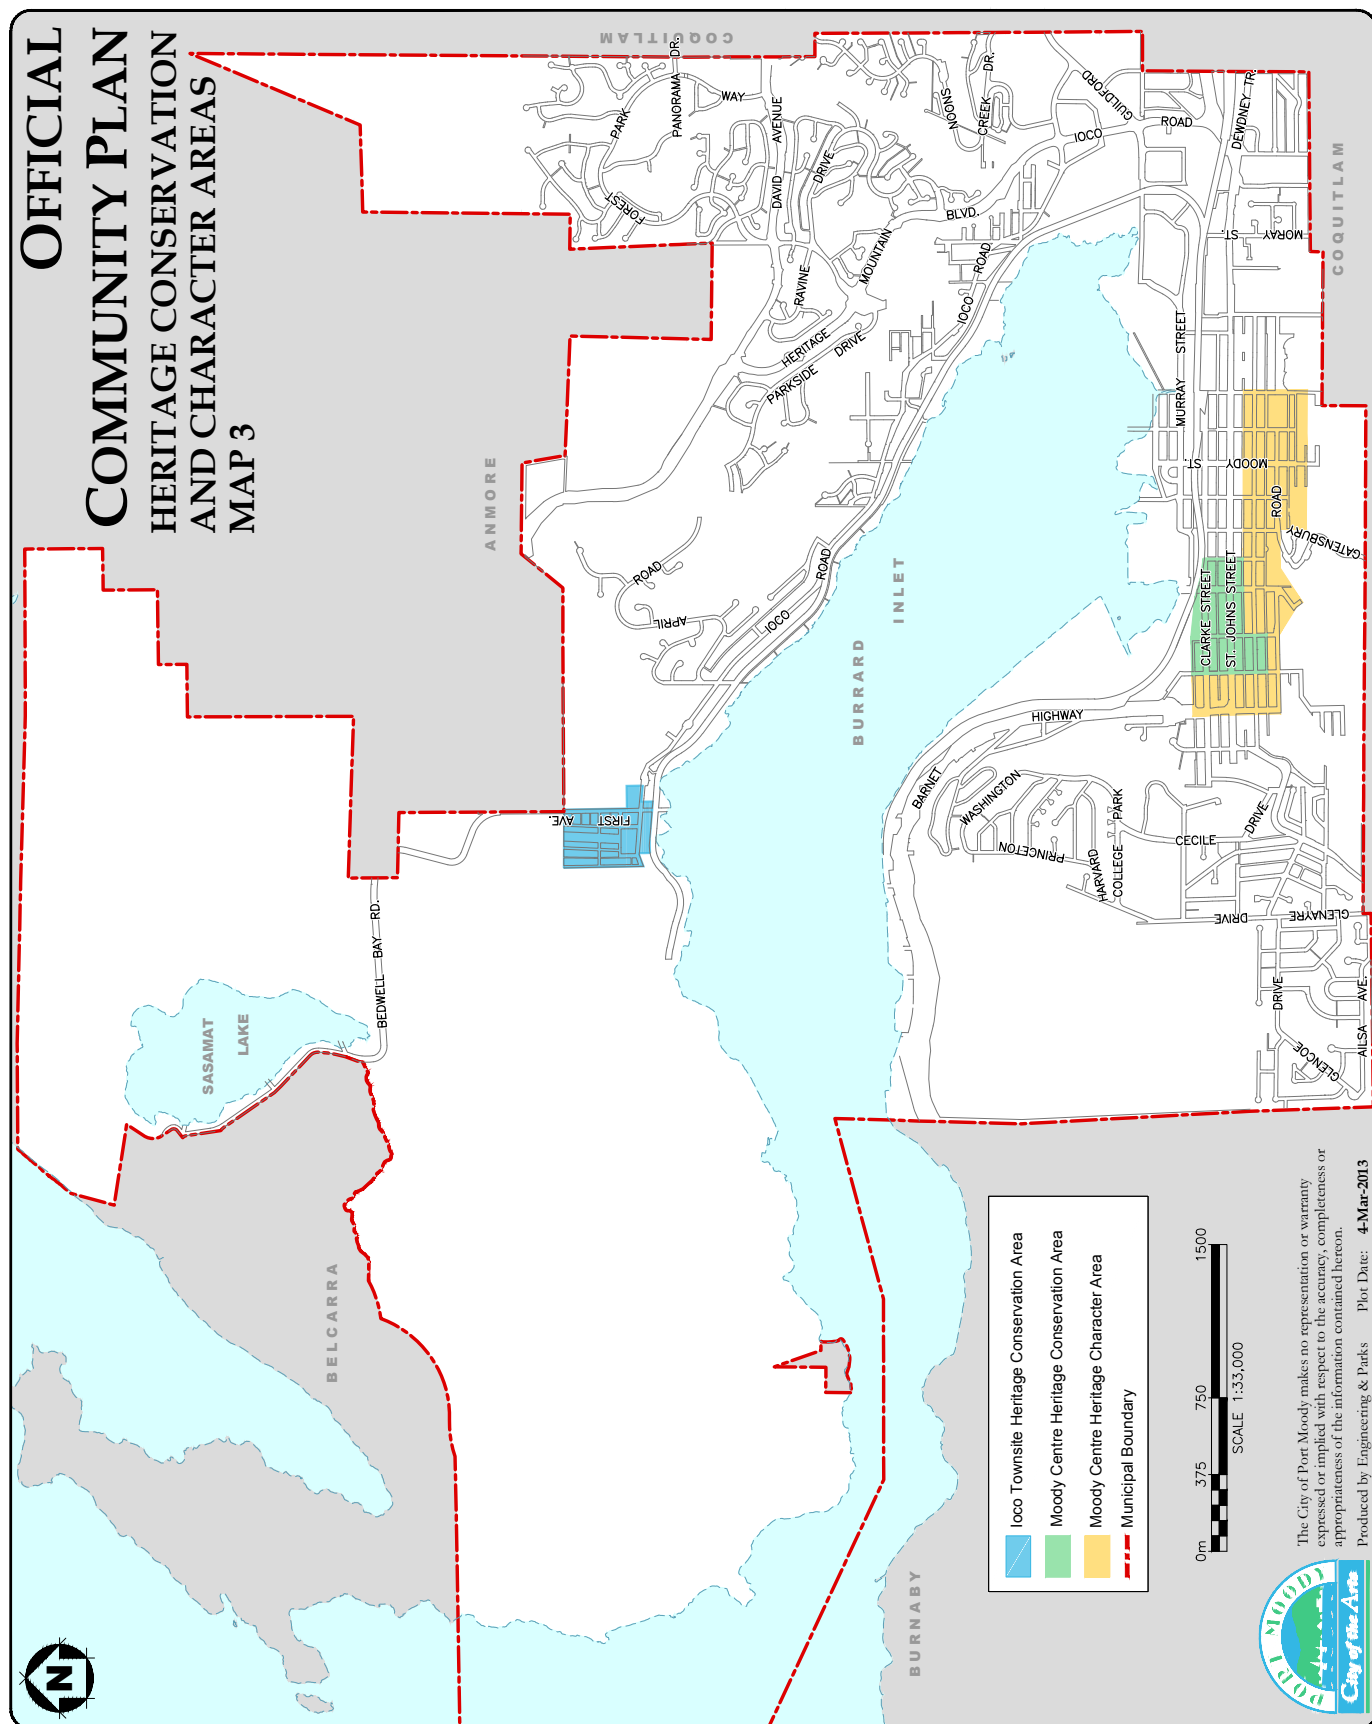 OFFICIAL
COMMUNITY PLAN
HERITAGE CONSERVATION
AND CHARACTER AREAS
MAP 3
COQUITLAM
COQUITLAM
ANMORE
BELCARRA
BURNABY
BURRARD
INLET
SASAMAT
LAKE
BEDWELL BAY RD.
FIRST AVE.
APRIL
ROAD
IOCO
ROAD
IOCO
ROAD
PARKSIDE
DRIVE
HERITAGE
RAVINE
DRIVE
MOUNTAIN
BLVD.
DAVID
AVENUE
FOREST
PARK
WAY
PANORAMA DR.
NOONS
CREEK
DR.
GUILDFORD
IOCO
ROAD
DEWDNEY TR.
MORAY
ST.
MURRAY
STREET
MOODY
ST.
ROAD
GATENSBURY
CLARKE STREET
ST. JOHNS STREET
HIGHWAY
BARNET
WASHINGTON
PRINCETON
HARVARD
COLLEGE
PARK
CECILE
DRIVE
GLENAYRE
DRIVE
DRIVE
GLENCOE
AILSA AVE.
Ioco Townsite Heritage Conservation Area
Moody Centre Heritage Conservation Area
Moody Centre Heritage Character Area
Municipal Boundary
0m 375 750 1500
SCALE 1:33,000
The City of Port Moody makes no representation or warranty
expressed or implied with respect to the accuracy, completeness or
appropriateness of the information contained hereon.
Produced by Engineering & Parks Plot Date: 4-Mar-2013
PORT MOODY
City of the Arts
N